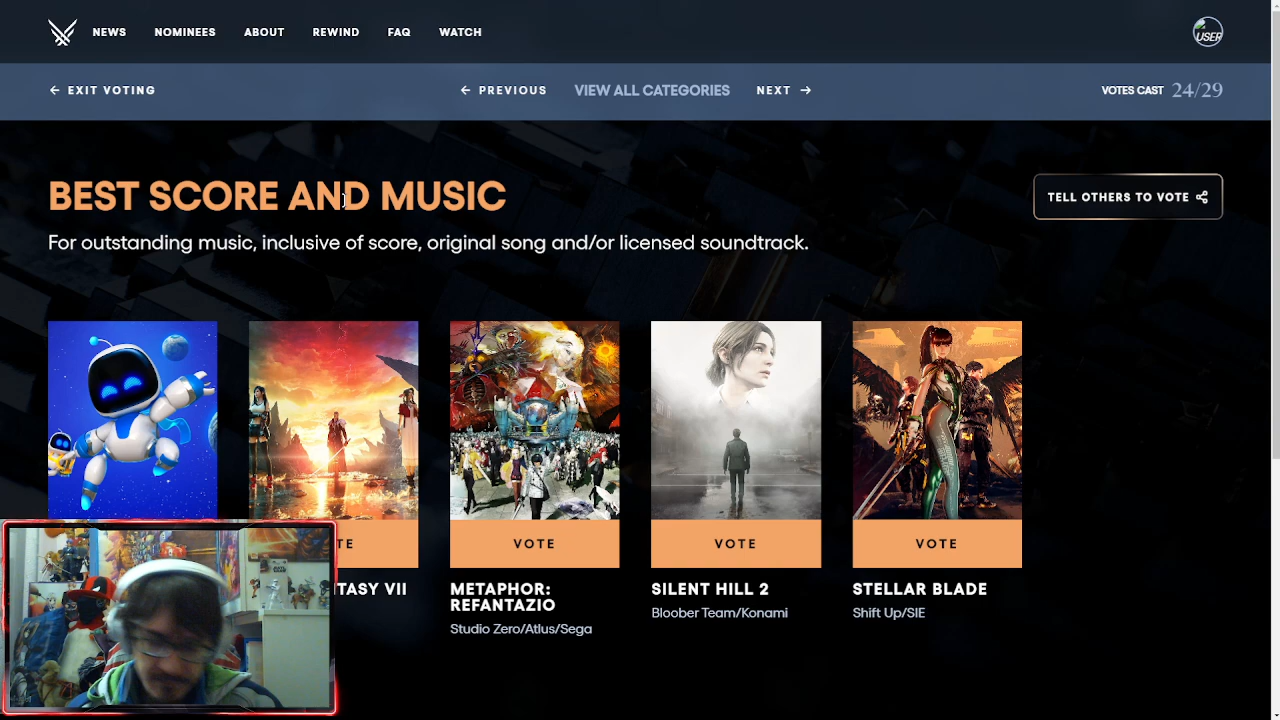 NEWS
NOMINEES
ABOUT
REWIND
FAQ
WATCH
USER
EXIT VOTING
PREVIOUS
VIEW ALL CATEGORIES
NEXT
VOTES CAST 24/29
BEST SCORE AND MUSIC
TELL OTHERS TO VOTE
For outstanding music, inclusive of score, original song and/or licensed soundtrack.
VOTE
VOTE
VOTE
TASY VII
METAPHOR:
REFANTAZIO
Studio Zero/Atlus/Sega
SILENT HILL 2
Bloober Team/Konami
STELLAR BLADE
Shift Up/SIE